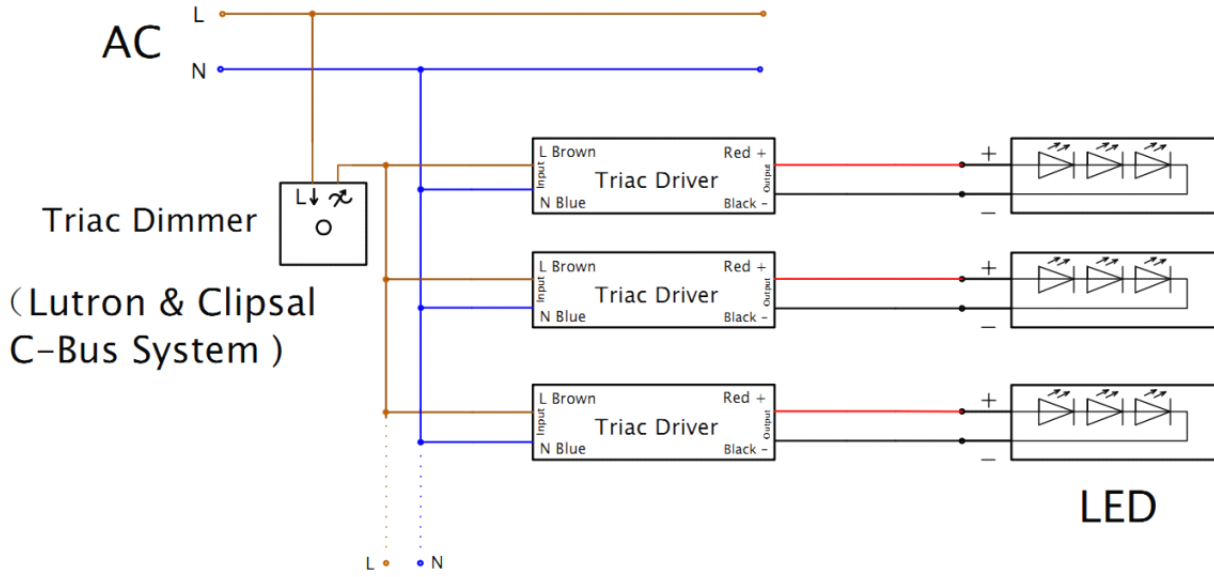 L
AC
N
L Brown
Red +
Input
Triac Driver
Output
N Blue
Black -
+
−
L
Triac Dimmer
(Lutron & Clipsal
C-Bus System )
L Brown
Red +
Input
Triac Driver
Output
N Blue
Black -
+
−
L Brown
Red +
Input
Triac Driver
Output
N Blue
Black -
+
−
LED
L
N